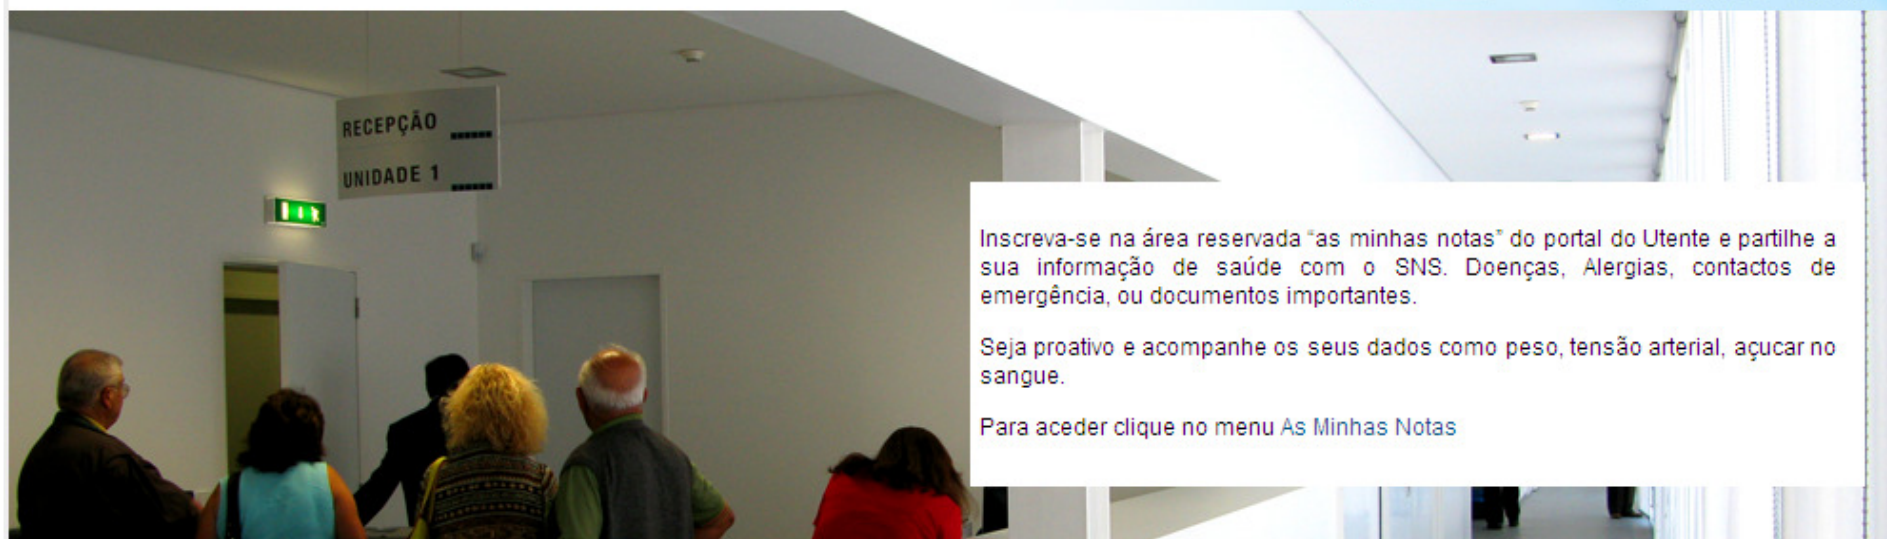 RECEPÇÃO
UNIDADE 1
Inscreva-se na área reservada “as minhas notas” do portal do Utente e partilhe a
sua informação de saúde com o SNS. Doenças, Alergias, contactos de
emergência, ou documentos importantes.
Seja proativo e acompanhe os seus dados como peso, tensão arterial, açucar no
sangue.
Para aceder clique no menu As Minhas Notas